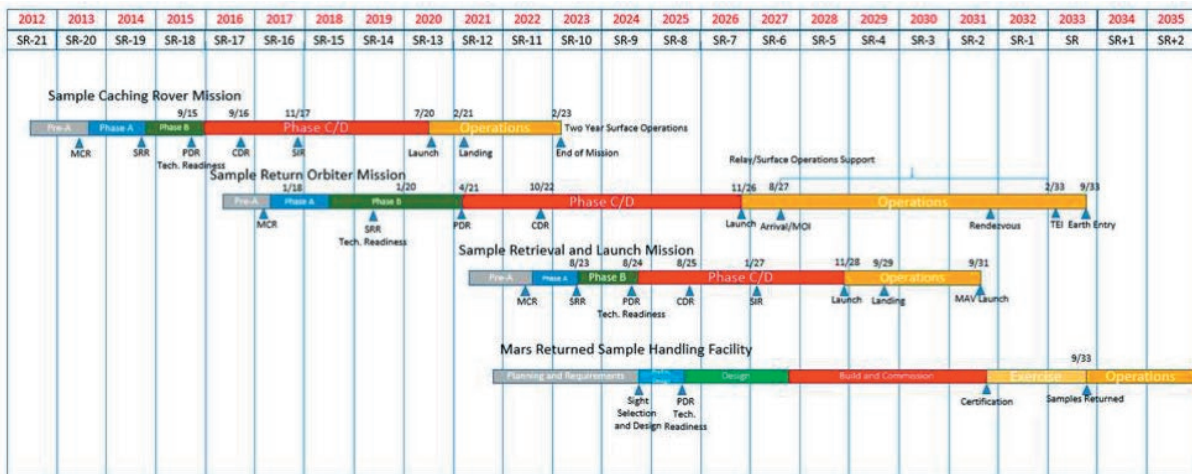 2012 2013 2014 2015 2016 2017 2018 2019 2020 2021 2022 2023 2024 2025 2026 2027 2028 2029 2030 2031 2032 2033 2034 2035
SR-21 SR-20 SR-19 SR-18 SR-17 SR-16 SR-15 SR-14 SR-13 SR-12 SR-11 SR-10 SR-9 SR-8 SR-7 SR-6 SR-5 SR-4 SR-3 SR-2 SR-1 SR SR+1 SR+2
Sample Caching Rover Mission
9/15 9/16 11/17 7/20 2/21 2/23
Pre-A Phase A Phase B Phase C/D Operations Two Year Surface Operations
MCR SRR PDR CDR SIR Launch Landing End of Mission
Tech. Readiness
Relay/Surface Operations Support
Sample Return Orbiter Mission
1/18 1/20 4/21 10/22 11/26 8/27 2/33 9/33
Pre-A Phase A Phase B Phase C/D Operations
MCR SRR PDR CDR Launch Arrival/MOI Rendezvous TEI Earth Entry
Tech. Readiness
Sample Retrieval and Launch Mission
8/23 8/24 8/25 1/27 11/28 9/29 9/31
Pre-A Phase A Phase B Phase C/D Operations
MCR SRR PDR CDR SIR Launch Landing MAV Launch
Tech. Readiness
Mars Returned Sample Handling Facility
9/33
Planning and Requirements Design Build and Commission Exercise Operations
Sight PDR Certification Samples Returned
Selection Tech.
and Design Readiness